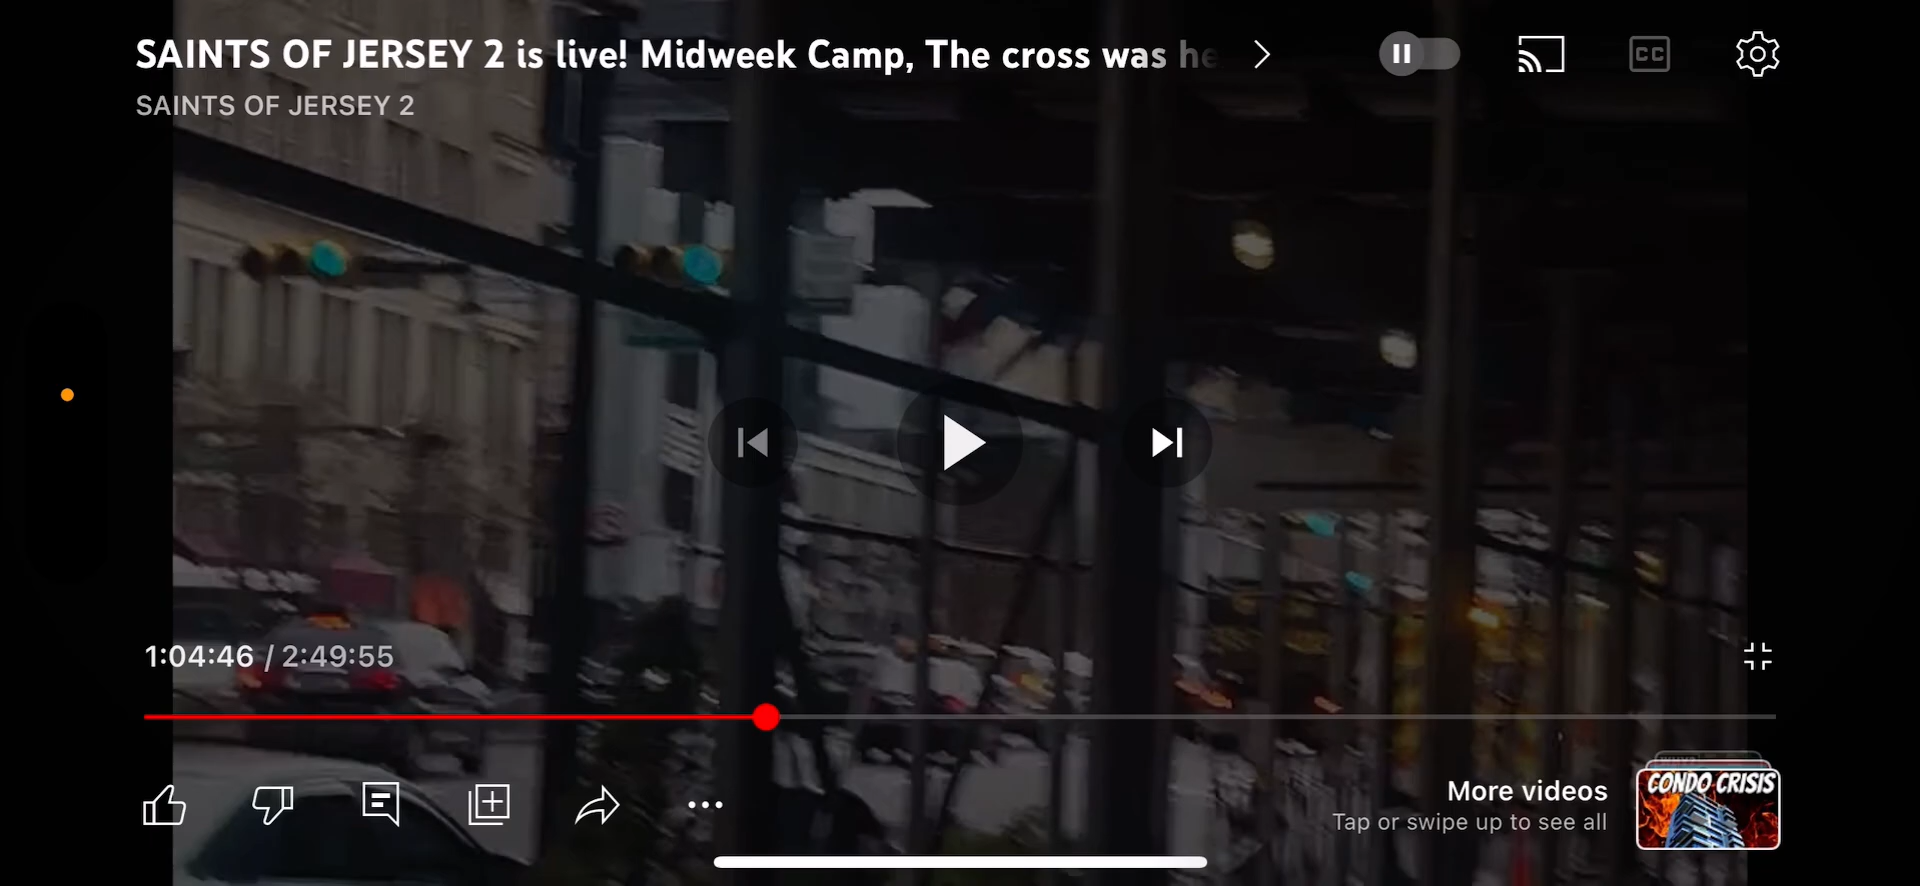 SAINTS OF JERSEY 2 is live! Midweek Camp, The cross was he
SAINTS OF JERSEY 2
CC
1:04:46 / 2:49:55
More videos
Tap or swipe up to see all
CONDO CRISIS